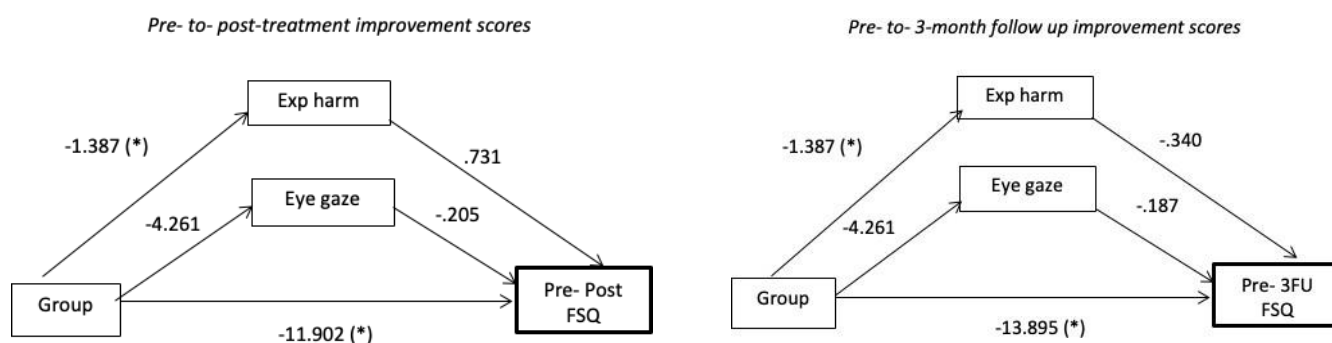 Pre- to- post-treatment improvement scores
Exp harm
-1.387 (*)
.731
Eye gaze
-4.261
-.205
Group
Pre- Post
FSQ
-11.902 (*)
Pre- to- 3-month follow up improvement scores
Exp harm
-1.387 (*)
-.340
Eye gaze
-4.261
-.187
Group
Pre- 3FU
FSQ
-13.895 (*)